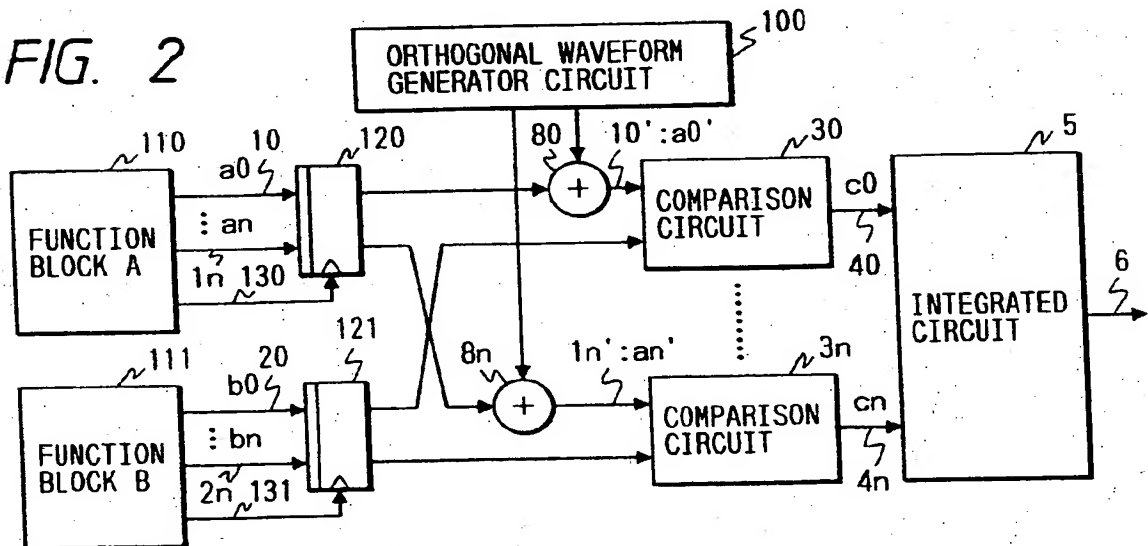 FIG. 2
ORTHOGONAL WAVEFORM
GENERATOR CIRCUIT
100
110
FUNCTION
BLOCK A
a0
10
⋮ an
1n
130
120
80
+
10':a0'
30
COMPARISON
CIRCUIT
c0
40
5
INTEGRATED
CIRCUIT
6
111
FUNCTION
BLOCK B
b0
20
⋮ bn
2n
131
121
8n
+
1n':an'
3n
COMPARISON
CIRCUIT
cn
4n